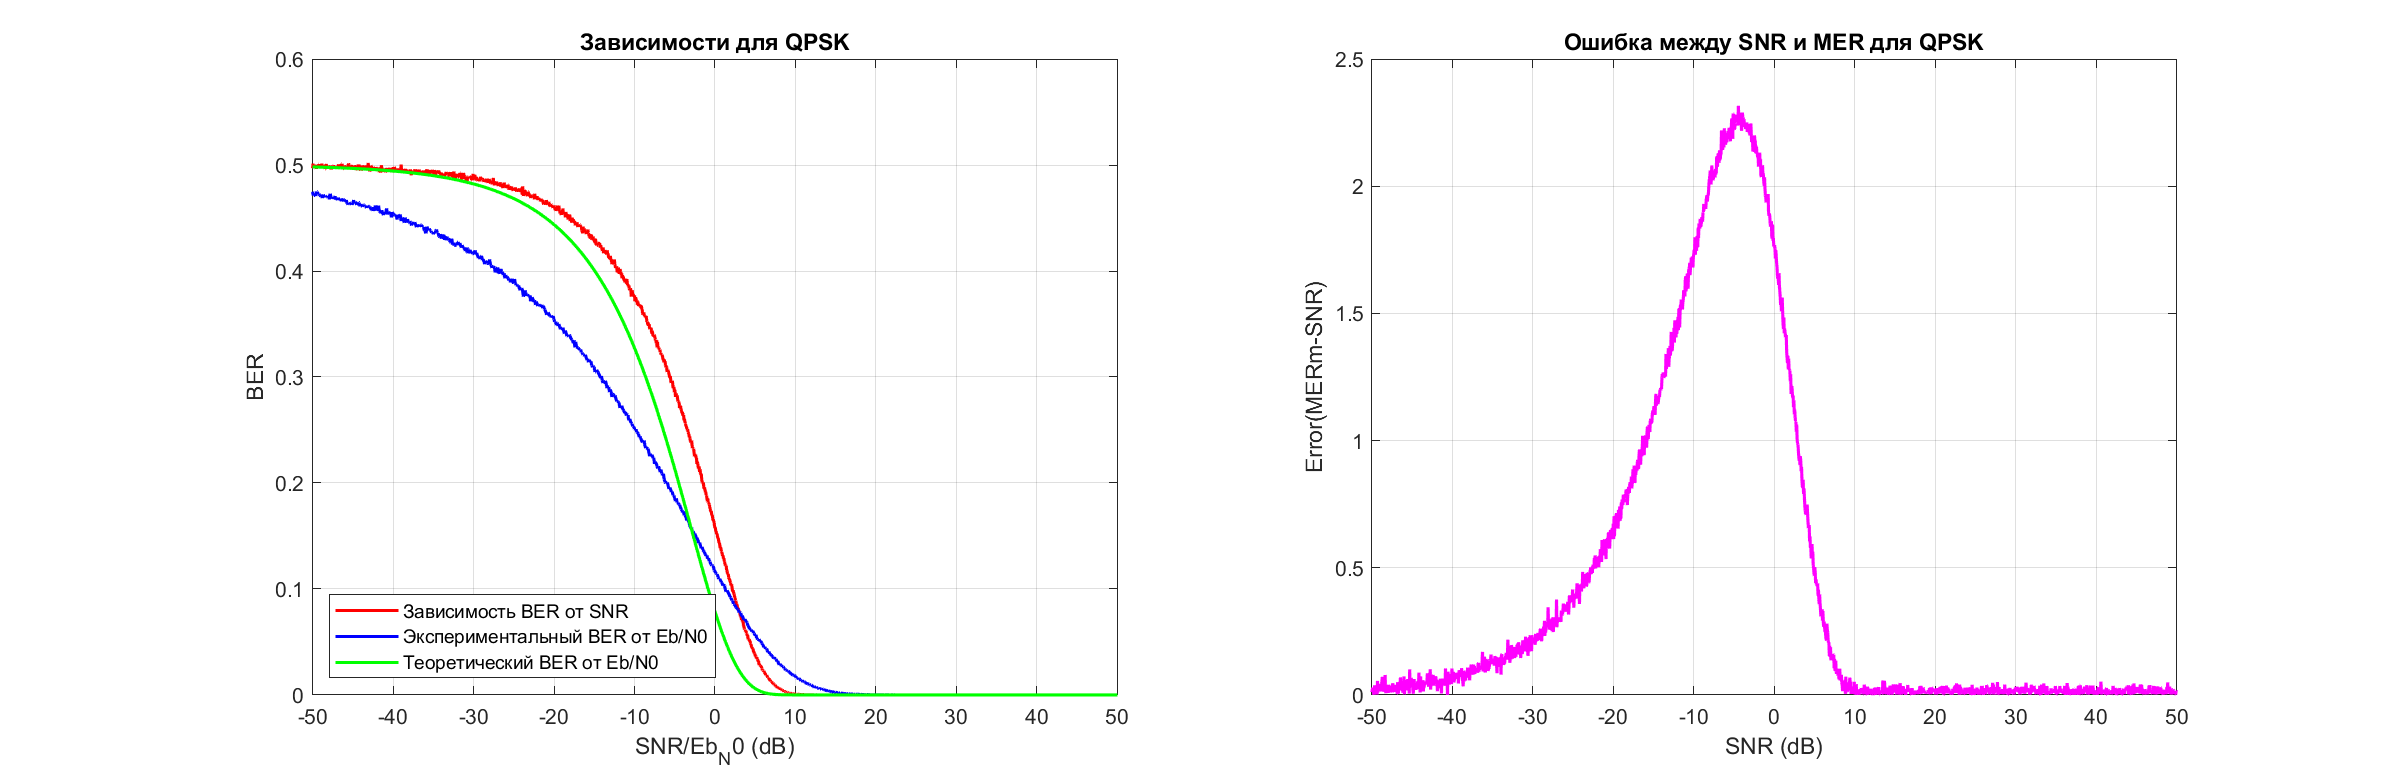 Зависимости для QPSK
0.6
0.5
0.4
0.3
0.2
0.1
0
BER
Зависимость BER от SNR
Экспериментальный BER от Eb/N0
Теоретический BER от Eb/N0
-50 -40 -30 -20 -10 0 10 20 30 40 50
SNR/Eb_N0 (dB)
Ошибка между SNR и MER для QPSK
2.5
2
1.5
1
0.5
0
Error(MERm-SNR)
-50 -40 -30 -20 -10 0 10 20 30 40 50
SNR (dB)